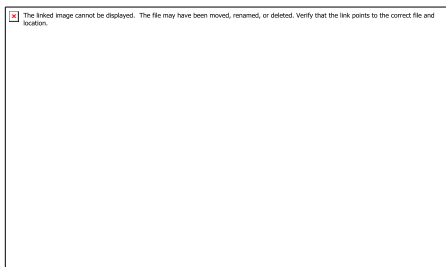 The linked image cannot be displayed.  The file may have been moved, renamed, or deleted. Verify that the link points to the correct file and
location.